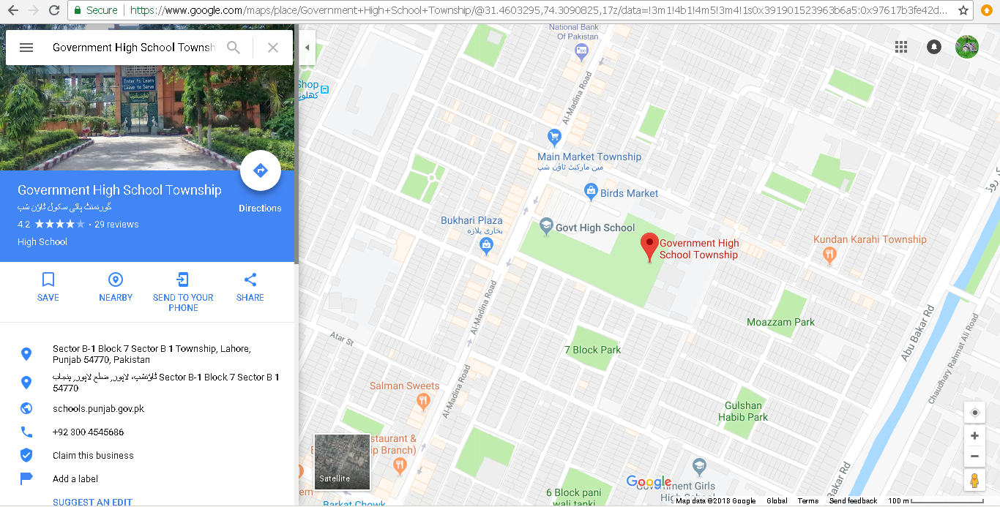 Secure
https://www.google.com/maps/place/Government+High+School+Township/@31.4603295,74.3090825,17z/data=!3m1!4b1!4m5!3m4!1s0x391901523963b6a5:0x97617b3fe42d...
Government High School Townsh
Enter to Learn
Leave to Serve
Government High School Township
گورنمنٹ ہائی سکول ٹاؤن شپ
4.2 ★★★★★ · 29 reviews
High School
Directions
SAVE
NEARBY
SEND TO YOUR
PHONE
SHARE
Sector B-1 Block 7 Sector B 1 Township, Lahore,
Punjab 54770, Pakistan
ٹاؤنشپ، لاہور, ضلع لاہور, پنجاب Sector B-1 Block 7 Sector B 1
54770
schools.punjab.gov.pk
+92 300 4545686
Claim this business
Add a label
SUGGEST AN EDIT
National Bank
Of Pakistan
Shop
کھلونے
Al-Madina Road
Main Market Township
مین مارکیٹ ٹاؤن شپ
Birds Market
Bukhari Plaza
بخاری پلازہ
Govt High School
Government High
School Township
Kundan Karahi Township
Al-Madina Road
Atar St
Moazzam Park
7 Block Park
Abu Bakar Rd
Chaudhary Rahmat Ali Road
Salman Sweets
Al-Madina Road
Gulshan
Habib Park
staurant &
ip Branch)
Satellite
Government Girls
6 Block pani
wali tanki
Barkat Chowk
Bakar Rd
Google
Map data ©2018 Google
Global
Terms
Send feedback
100 m